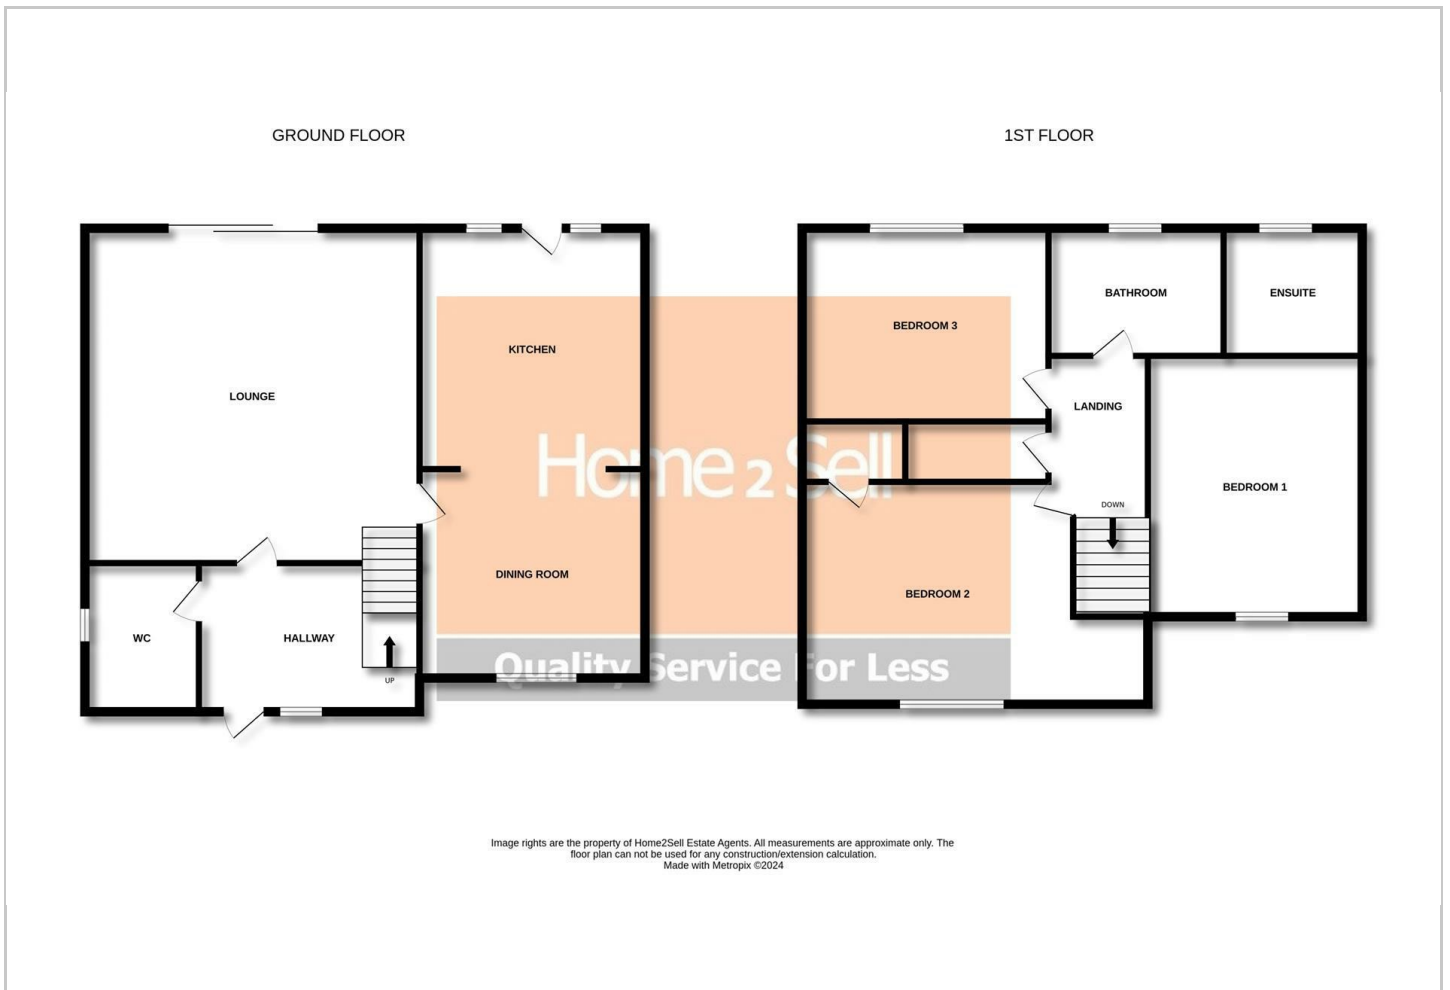 GROUND FLOOR
1ST FLOOR
LOUNGE
KITCHEN
DINING ROOM
WC
HALLWAY
UP
BEDROOM 3
BATHROOM
ENSUITE
LANDING
DOWN
BEDROOM 1
BEDROOM 2
Home2Sell
Quality Service For Less
Image rights are the property of Home2Sell Estate Agents. All measurements are approximate only. The
floor plan can not be used for any construction/extension calculation.
Made with Metropix ©2024